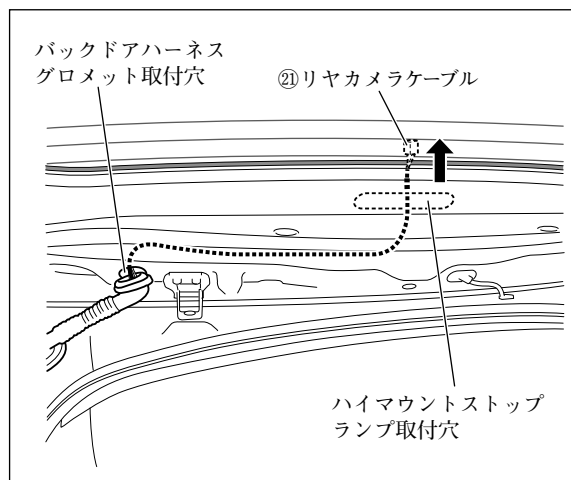 バックドアハーネス
グロメット取付穴
㉑リヤカメラケーブル
ハイマウントストップ
ランプ取付穴